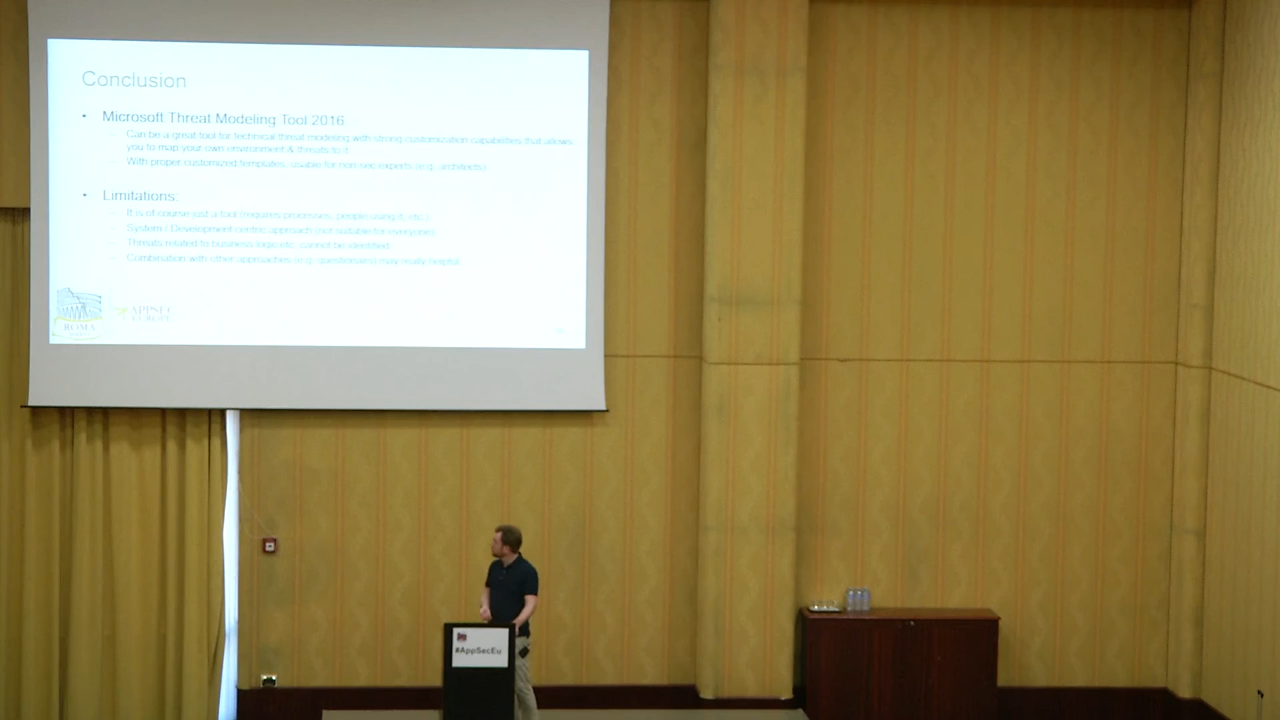 Conclusion
• Microsoft Threat Modeling Tool 2016
Can be a great tool for technical threat modeling with strong customization capabilities that allows
you to map your own environment & threats to it
With proper customized templates, usable for non-sec experts (e.g. architects)
• Limitations:
It is of course just a tool (requires processes, people using it, etc.)
System / Development centric approach (not suitable for everyone)
Threats related to business logic etc. cannot be identified
Combination with other approaches (e.g. may really helpful
ROMA
APPSEC
EUROPE
#AppSecEu